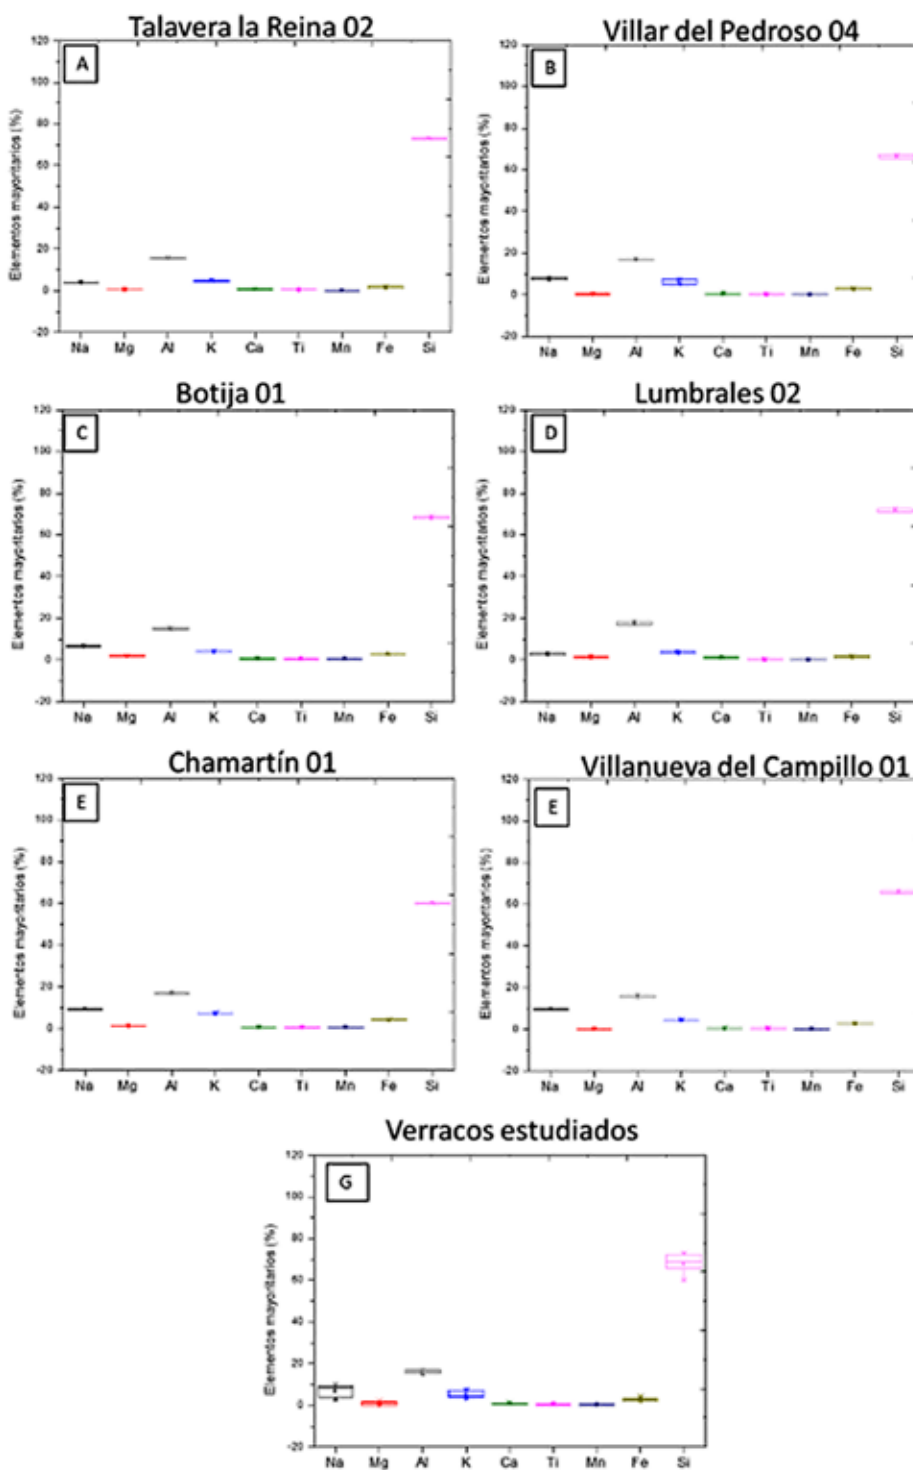 Talavera la Reina 02
A
Elementos mayoritarios (%)
120
100
80
60
40
20
0
-20
Na Mg Al K Ca Ti Mn Fe Si
Villar del Pedroso 04
B
Elementos mayoritarios (%)
120
100
80
60
40
20
0
-20
Na Mg Al K Ca Ti Mn Fe Si
Botija 01
C
Elementos mayoritarios (%)
120
100
80
60
40
20
0
-20
Na Mg Al K Ca Ti Mn Fe Si
Lumbrales 02
D
Elementos mayoritarios (%)
120
100
80
60
40
20
0
-20
Na Mg Al K Ca Ti Mn Fe Si
Chamartín 01
E
Elementos mayoritarios (%)
120
100
80
60
40
20
0
-20
Na Mg Al K Ca Ti Mn Fe Si
Villanueva del Campillo 01
E
Elementos mayoritarios (%)
120
100
80
60
40
20
0
-20
Na Mg Al K Ca Ti Mn Fe Si
Verracos estudiados
G
Elementos mayoritarios (%)
120
100
80
60
40
20
0
-20
Na Mg Al K Ca Ti Mn Fe Si